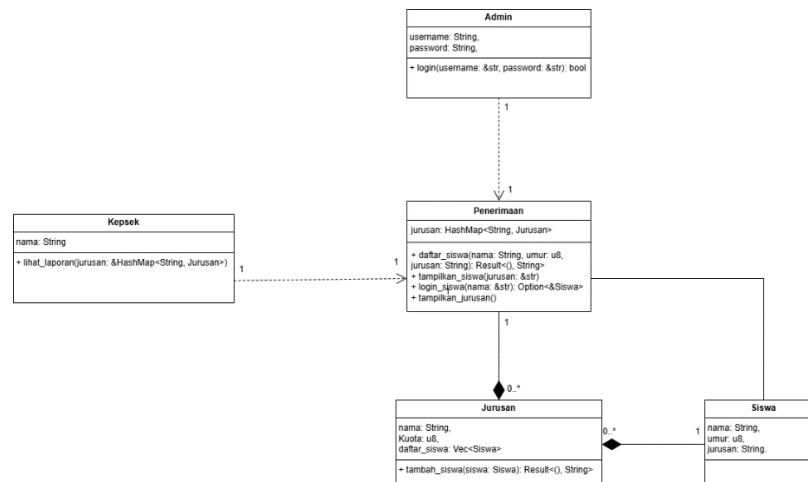 Admin
username: String,
password: String,
+ login(username: &str, password: &str): bool
1
1
Kepsek
nama: String
+ lihat_laporan(jurusan: &HashMap<String, Jurusan>)
1
1
Penerimaan
jurusan: HashMap<String, Jurusan>
+ daftar_siswa(nama: String, umur: u8,
jurusan: String): Result<(), String>
+ tampilkan_siswa(jurusan: &str)
+ login_siswa(nama: &str): Option<&Siswa>
+ tampilkan_jurusan()
1
0..*
Jurusan
nama: String,
Kuota: u8,
daftar_siswa: Vec<Siswa>
+ tambah_siswa(siswa: Siswa): Result<(), String>
0..*
1
Siswa
nama: String,
umur: u8,
jurusan: String.